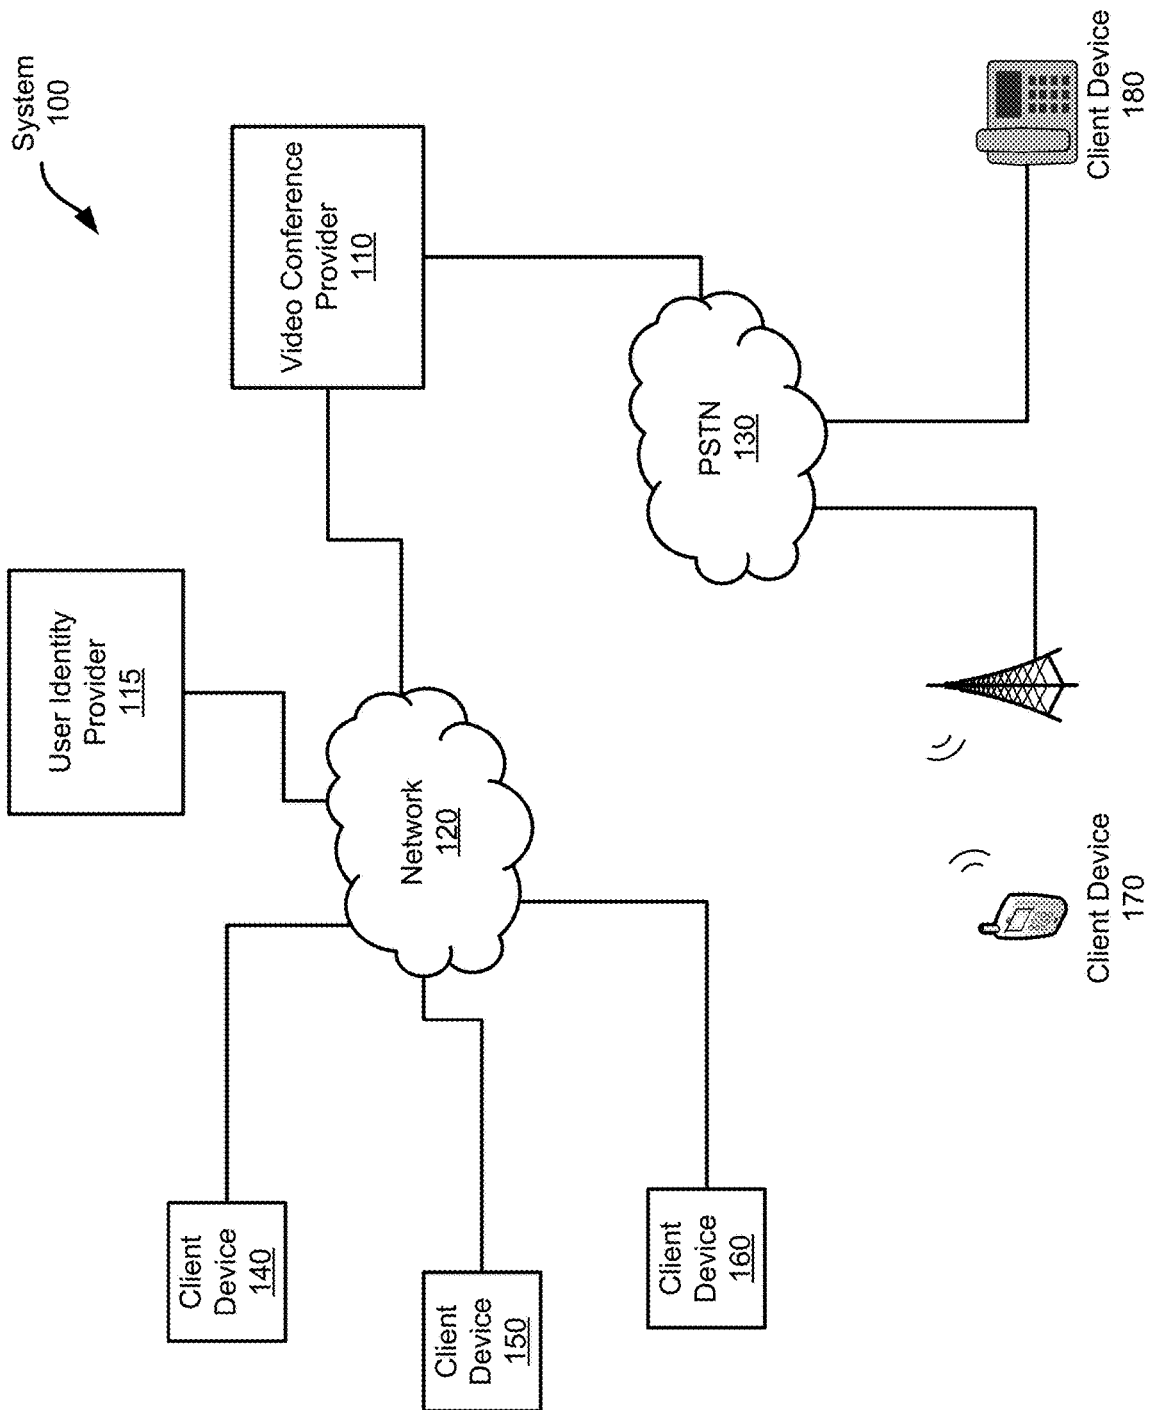 System
100
User Identity
Provider
115
Video Conference
Provider
110
Client
Device
140
Network
120
Client
Device
150
PSTN
130
Client
Device
160
Client Device
170
Client Device
180